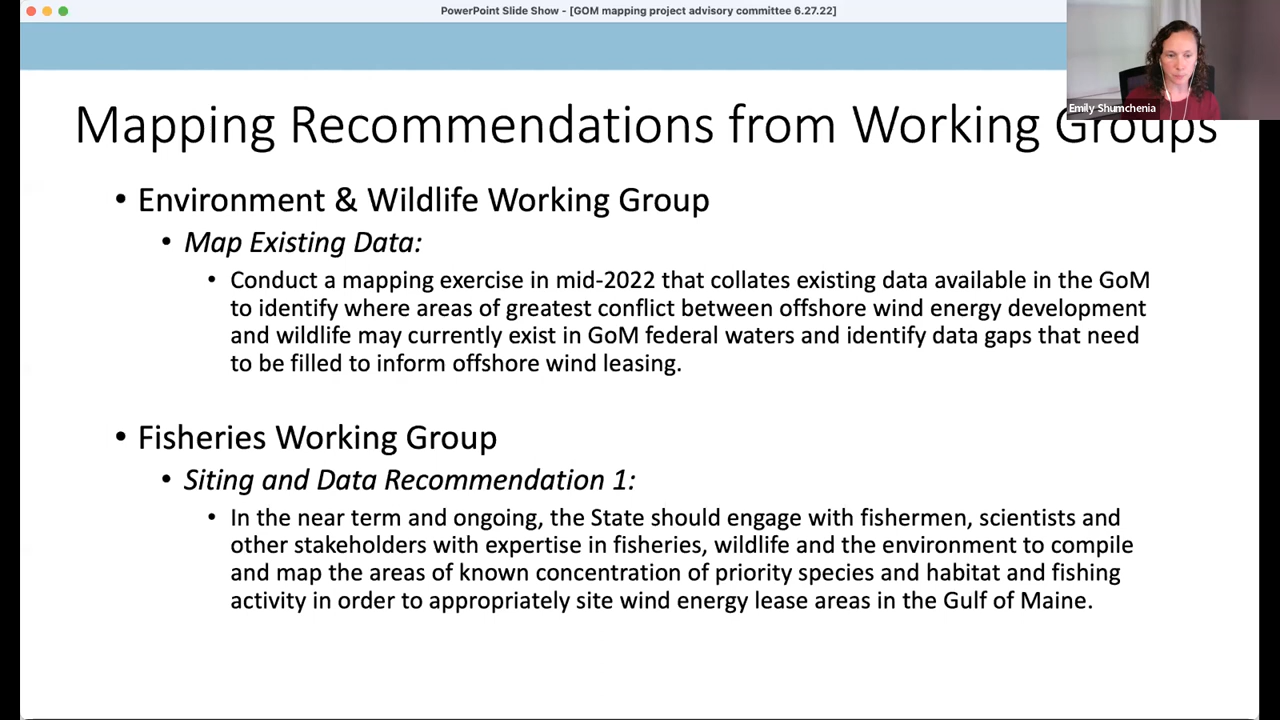 PowerPoint Slide Show - [GOM mapping project advisory committee 6.27.22]
Emily Shumchenia
Mapping Recommendations from Working Groups
• Environment & Wildlife Working Group
• Map Existing Data:
• Conduct a mapping exercise in mid-2022 that collates existing data available in the GoM
to identify where areas of greatest conflict between offshore wind energy development
and wildlife may currently exist in GoM federal waters and identify data gaps that need
to be filled to inform offshore wind leasing.
• Fisheries Working Group
• Siting and Data Recommendation 1:
• In the near term and ongoing, the State should engage with fishermen, scientists and
other stakeholders with expertise in fisheries, wildlife and the environment to compile
and map the areas of known concentration of priority species and habitat and fishing
activity in order to appropriately site wind energy lease areas in the Gulf of Maine.